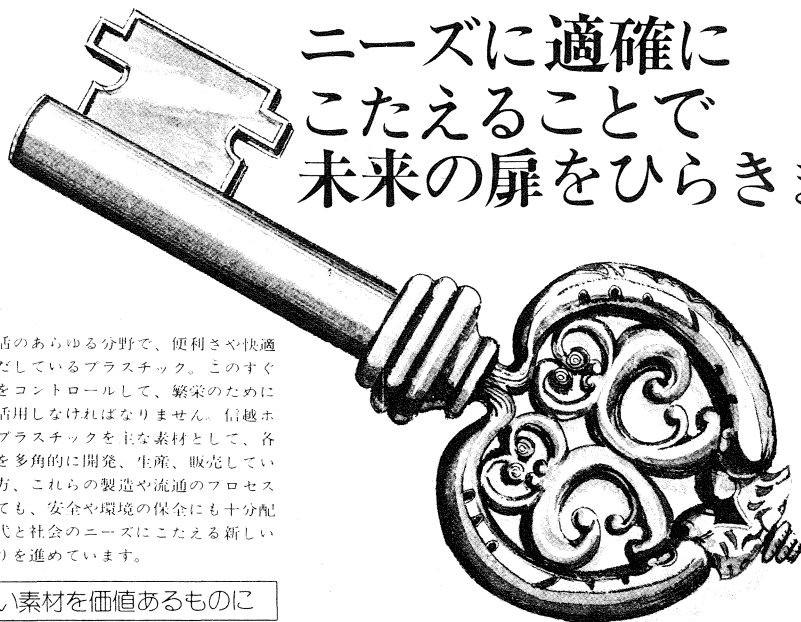 ニーズに適確に
こたえることで
未来の扉をひらきま
活のあらゆる分野で、便利さや快適
だしているプラスチック。このすぐ
をコントロールして、繁栄のために
活用しなければなりません。信越ホ
プラスチックを主な素材として、各
を多角的に開発、生産、販売してい
方、これらの製造や流通のプロセス
ても、安全や環境の保全にも十分配
代と社会のニーズにこたえる新しい
りを進めています。
い素材を価値あるものに